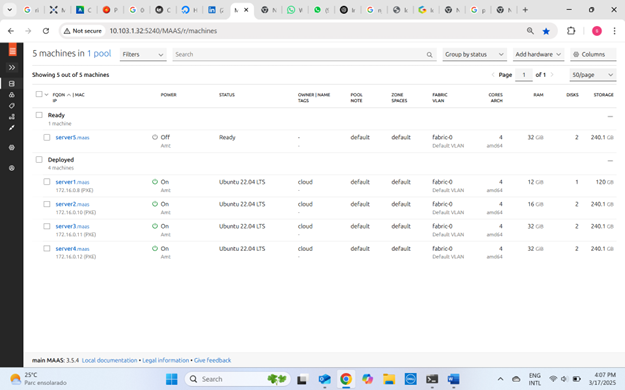 Not secure 10.103.1.32:5240/MAAS/r/machines
5 machines in 1 pool Filters Search Group by status Add hardware Columns
Showing 5 out of 5 machines Page 1 of 1 50/page
FQDN | MAC POWER STATUS OWNER | NAME POOL ZONE FABRIC CORES RAM DISKS STORAGE
IP TAGS NOTE SPACES VLAN ARCH
Ready
1 machine
server5.maas Off Ready - default default fabric-0 4 32 GiB 2 240.1 GB
Amt - Default VLAN amd64
Deployed
4 machines
server1.maas On Ubuntu 22.04 LTS cloud default default fabric-0 4 12 GiB 1 120 GB
172.16.0.8 (PXE) Amt - Default VLAN amd64
server2.maas On Ubuntu 22.04 LTS cloud default default fabric-0 4 16 GiB 2 240.1 GB
172.16.0.10 (PXE) Amt - Default VLAN amd64
server3.maas On Ubuntu 22.04 LTS cloud default default fabric-0 4 32 GiB 2 240.1 GB
172.16.0.11 (PXE) Amt - Default VLAN amd64
server4.maas On Ubuntu 22.04 LTS cloud default default fabric-0 4 32 GiB 2 240.1 GB
172.16.0.12 (PXE) Amt - Default VLAN amd64
main MAAS: 3.5.4 Local documentation • Legal information • Give feedback
25°C
Parc ensolarado
Search
ENG
INTL
4:07 PM
3/17/2025